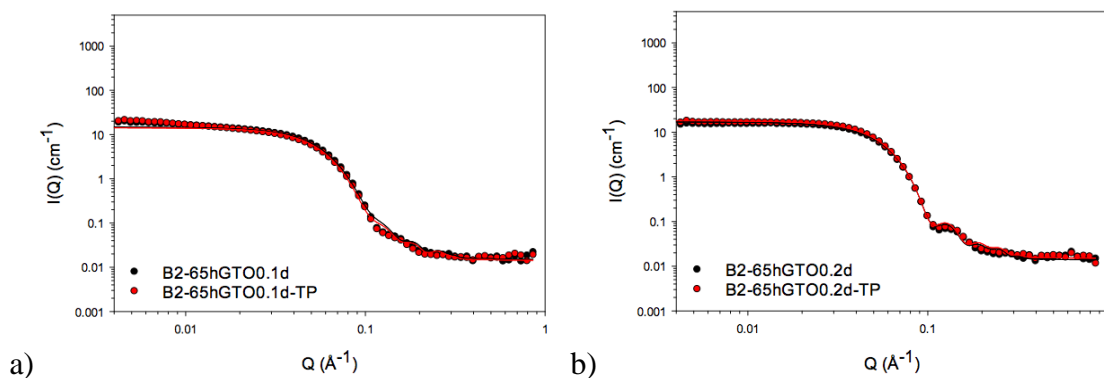 1000
100
10
1
0.1
0.01
0.001
I(Q) (cm-1)
B2-65hGTO0.1d
B2-65hGTO0.1d-TP
0.01 0.1 1
Q (Å-1)
a)
1000
100
10
1
0.1
0.01
0.001
I(Q) (cm-1)
B2-65hGTO0.2d
B2-65hGTO0.2d-TP
0.01 0.1
Q (Å-1)
b)